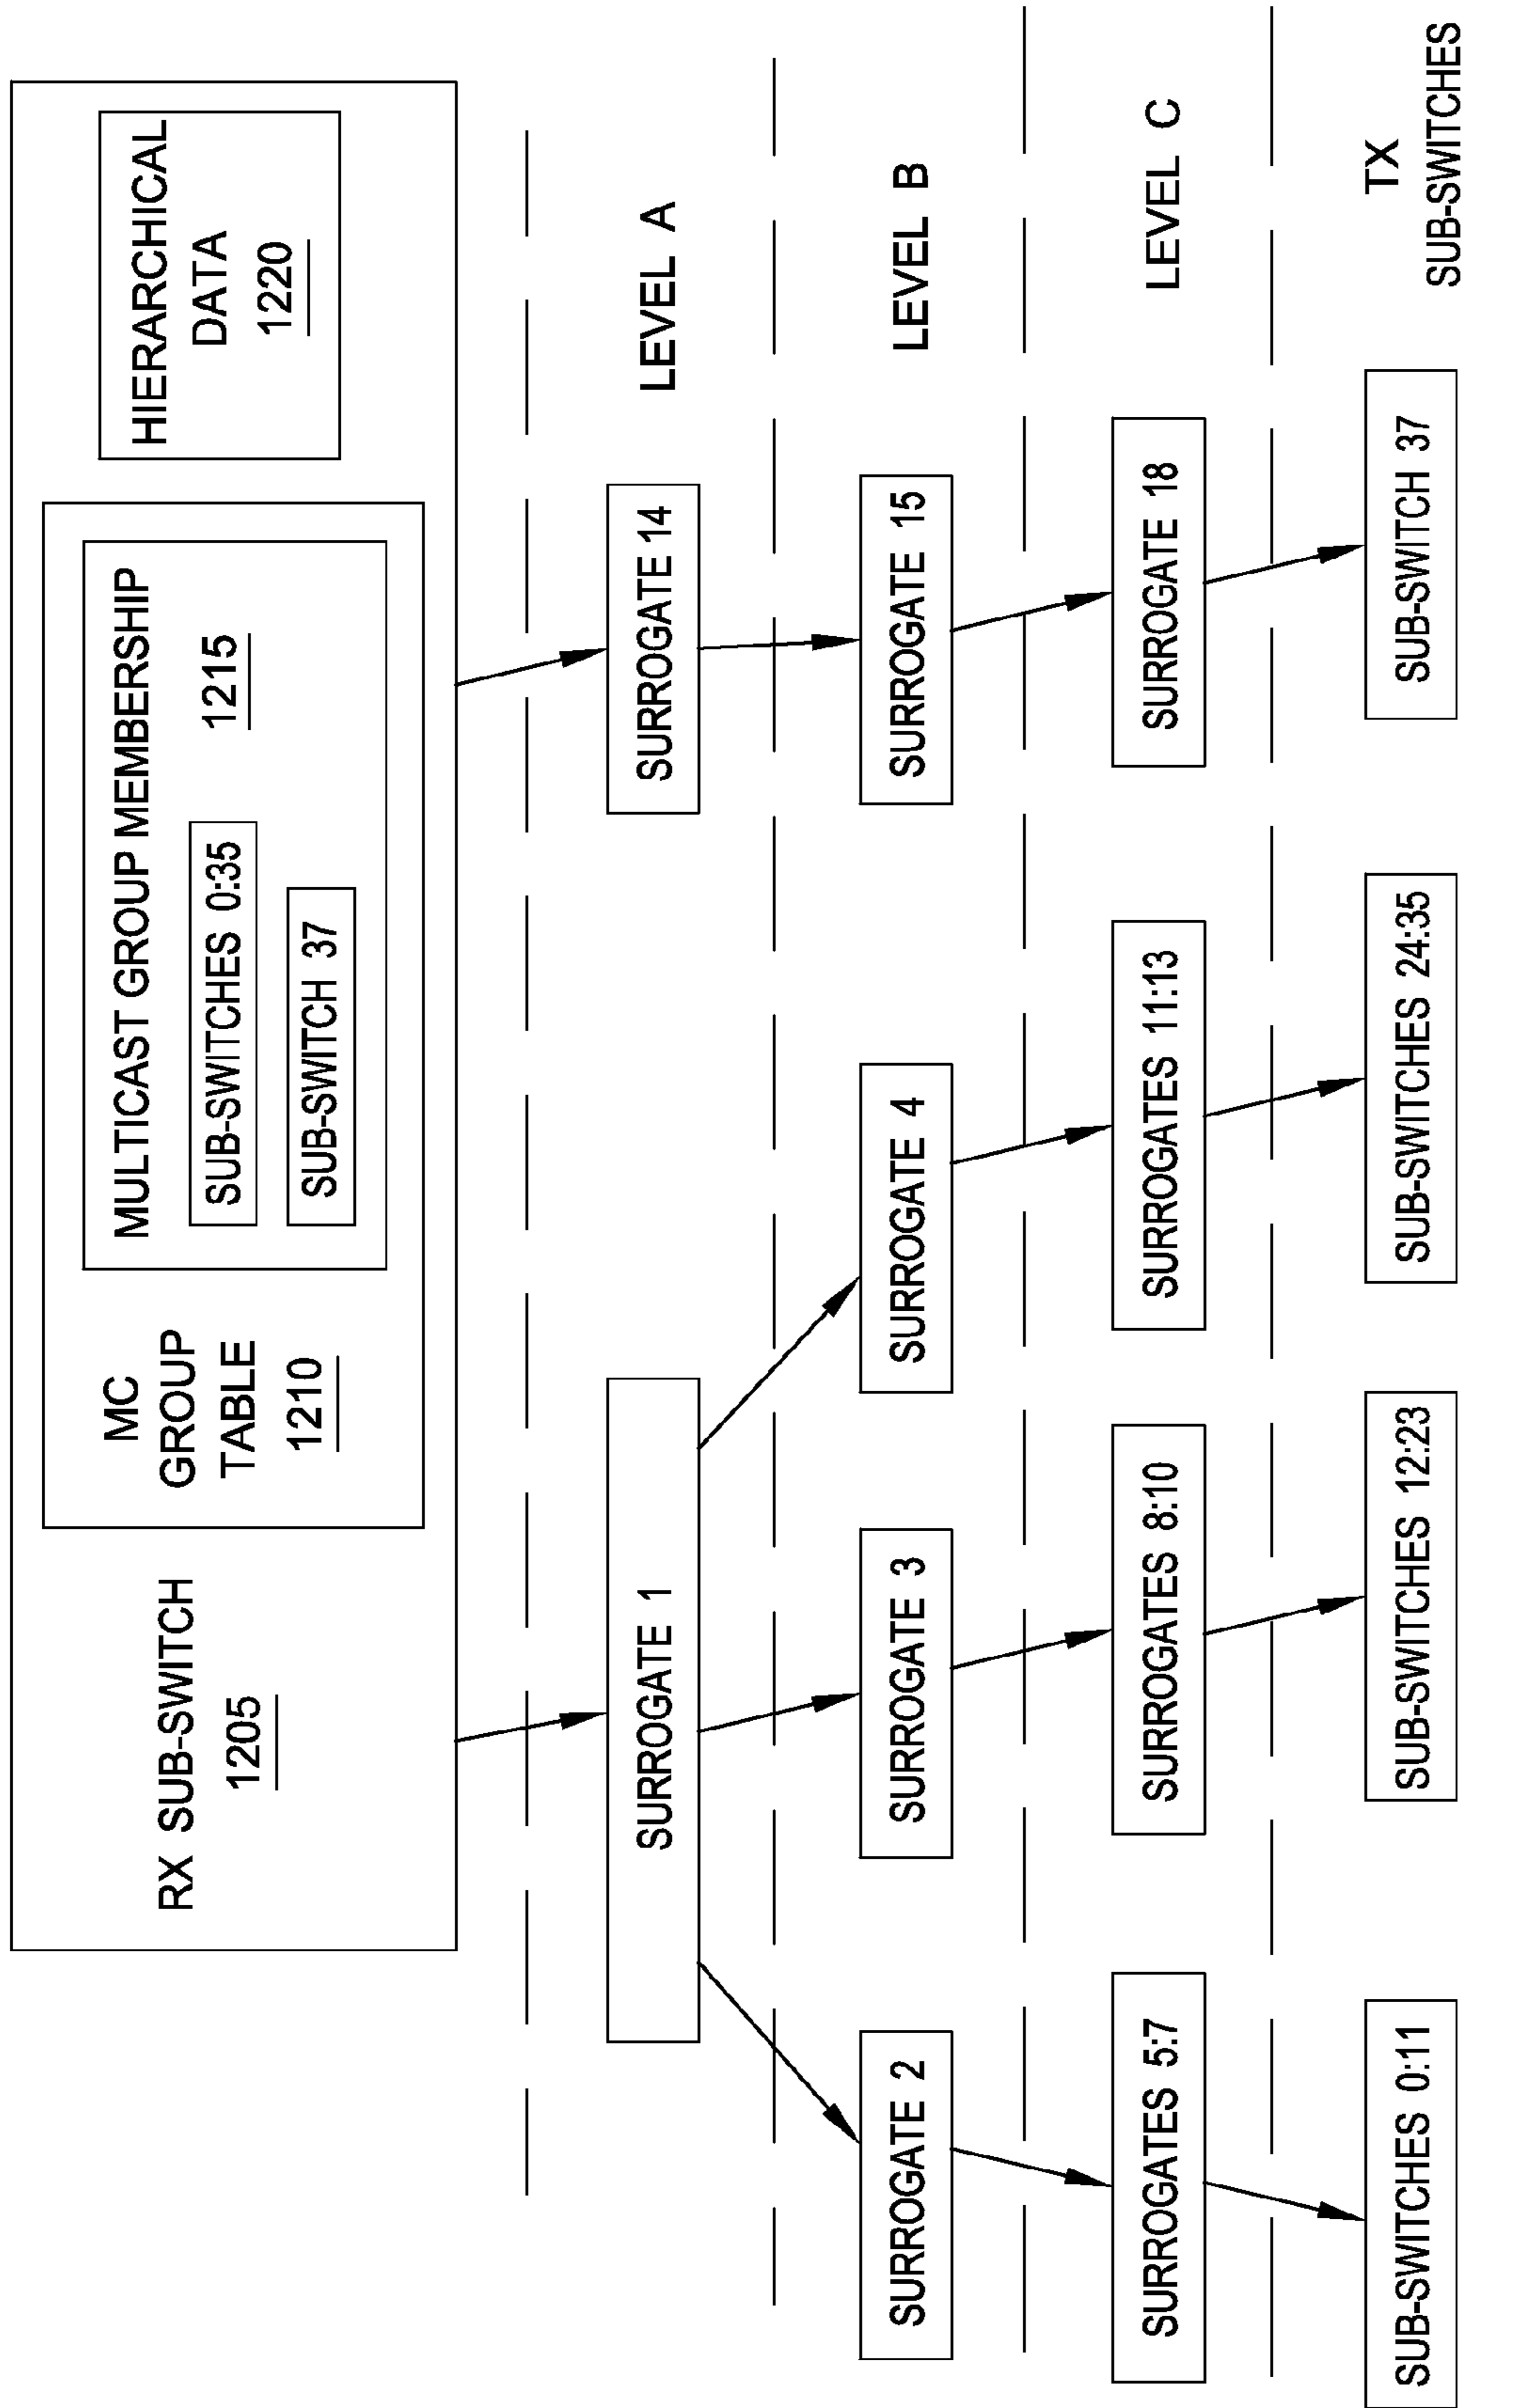 RX SUB-SWITCH
1205
MC
GROUP
TABLE
1210
MULTICAST GROUP MEMBERSHIP
1215
SUB-SWITCHES 0:35
SUB-SWITCH 37
HIERARCHICAL
DATA
1220
SURROGATE 1
SURROGATE 14
LEVEL A
SURROGATE 2
SURROGATE 3
SURROGATE 4
SURROGATE 15
LEVEL B
SURROGATES 5:7
SURROGATES 8:10
SURROGATES 11:13
SURROGATE 18
LEVEL C
SUB-SWITCHES 0:11
SUB-SWITCHES 12:23
SUB-SWITCHES 24:35
SUB-SWITCH 37
TX
SUB-SWITCHES